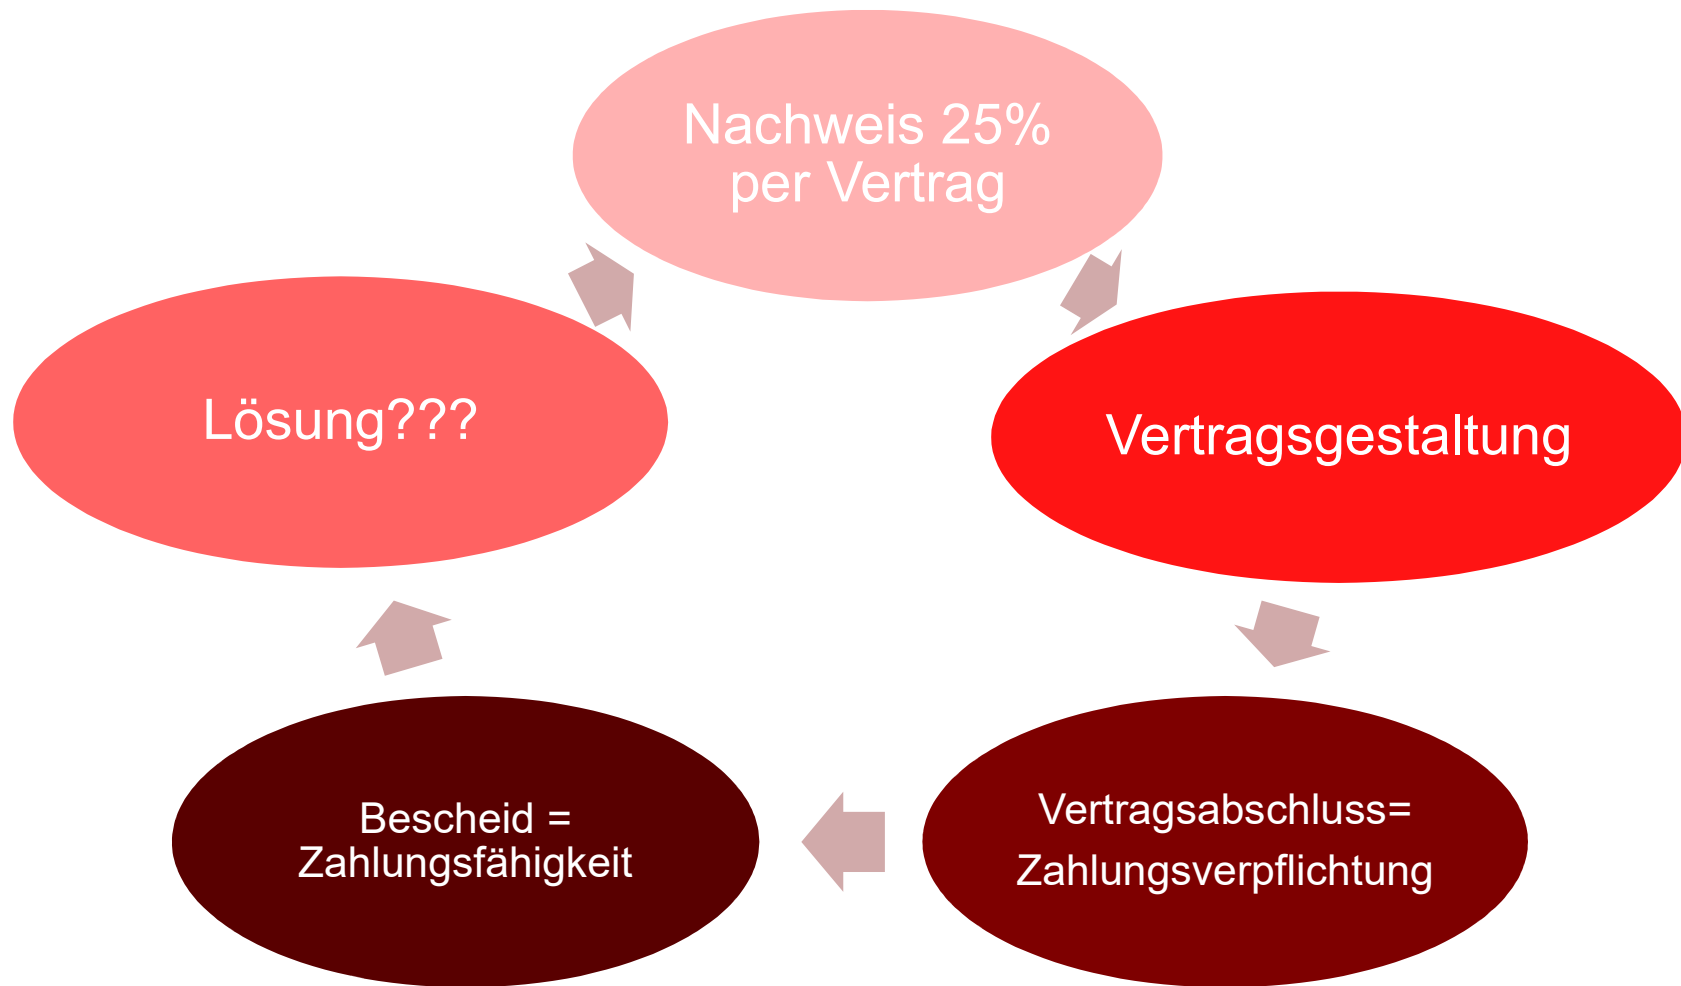 Nachweis 25%
per Vertrag
Vertragsgestaltung
Vertragsabschluss=
Zahlungsverpflichtung
Bescheid =
Zahlungsfähigkeit
Lösung???